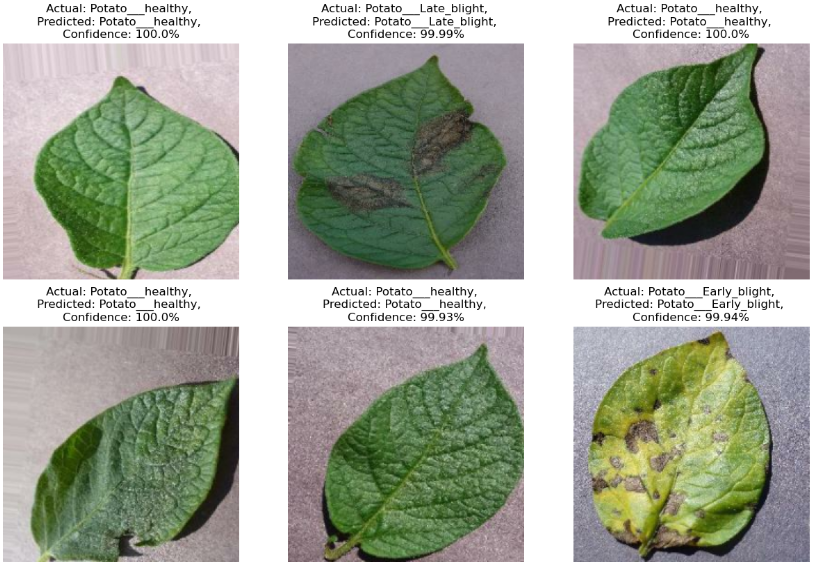 Actual: Potato___healthy,
Predicted: Potato___healthy,
Confidence: 100.0%
Actual: Potato___Late_blight,
Predicted: Potato___Late_blight,
Confidence: 99.99%
Actual: Potato___healthy,
Predicted: Potato___healthy,
Confidence: 100.0%
Actual: Potato___healthy,
Predicted: Potato___healthy,
Confidence: 100.0%
Actual: Potato___healthy,
Predicted: Potato___healthy,
Confidence: 99.93%
Actual: Potato___Early_blight,
Predicted: Potato___Early_blight,
Confidence: 99.94%